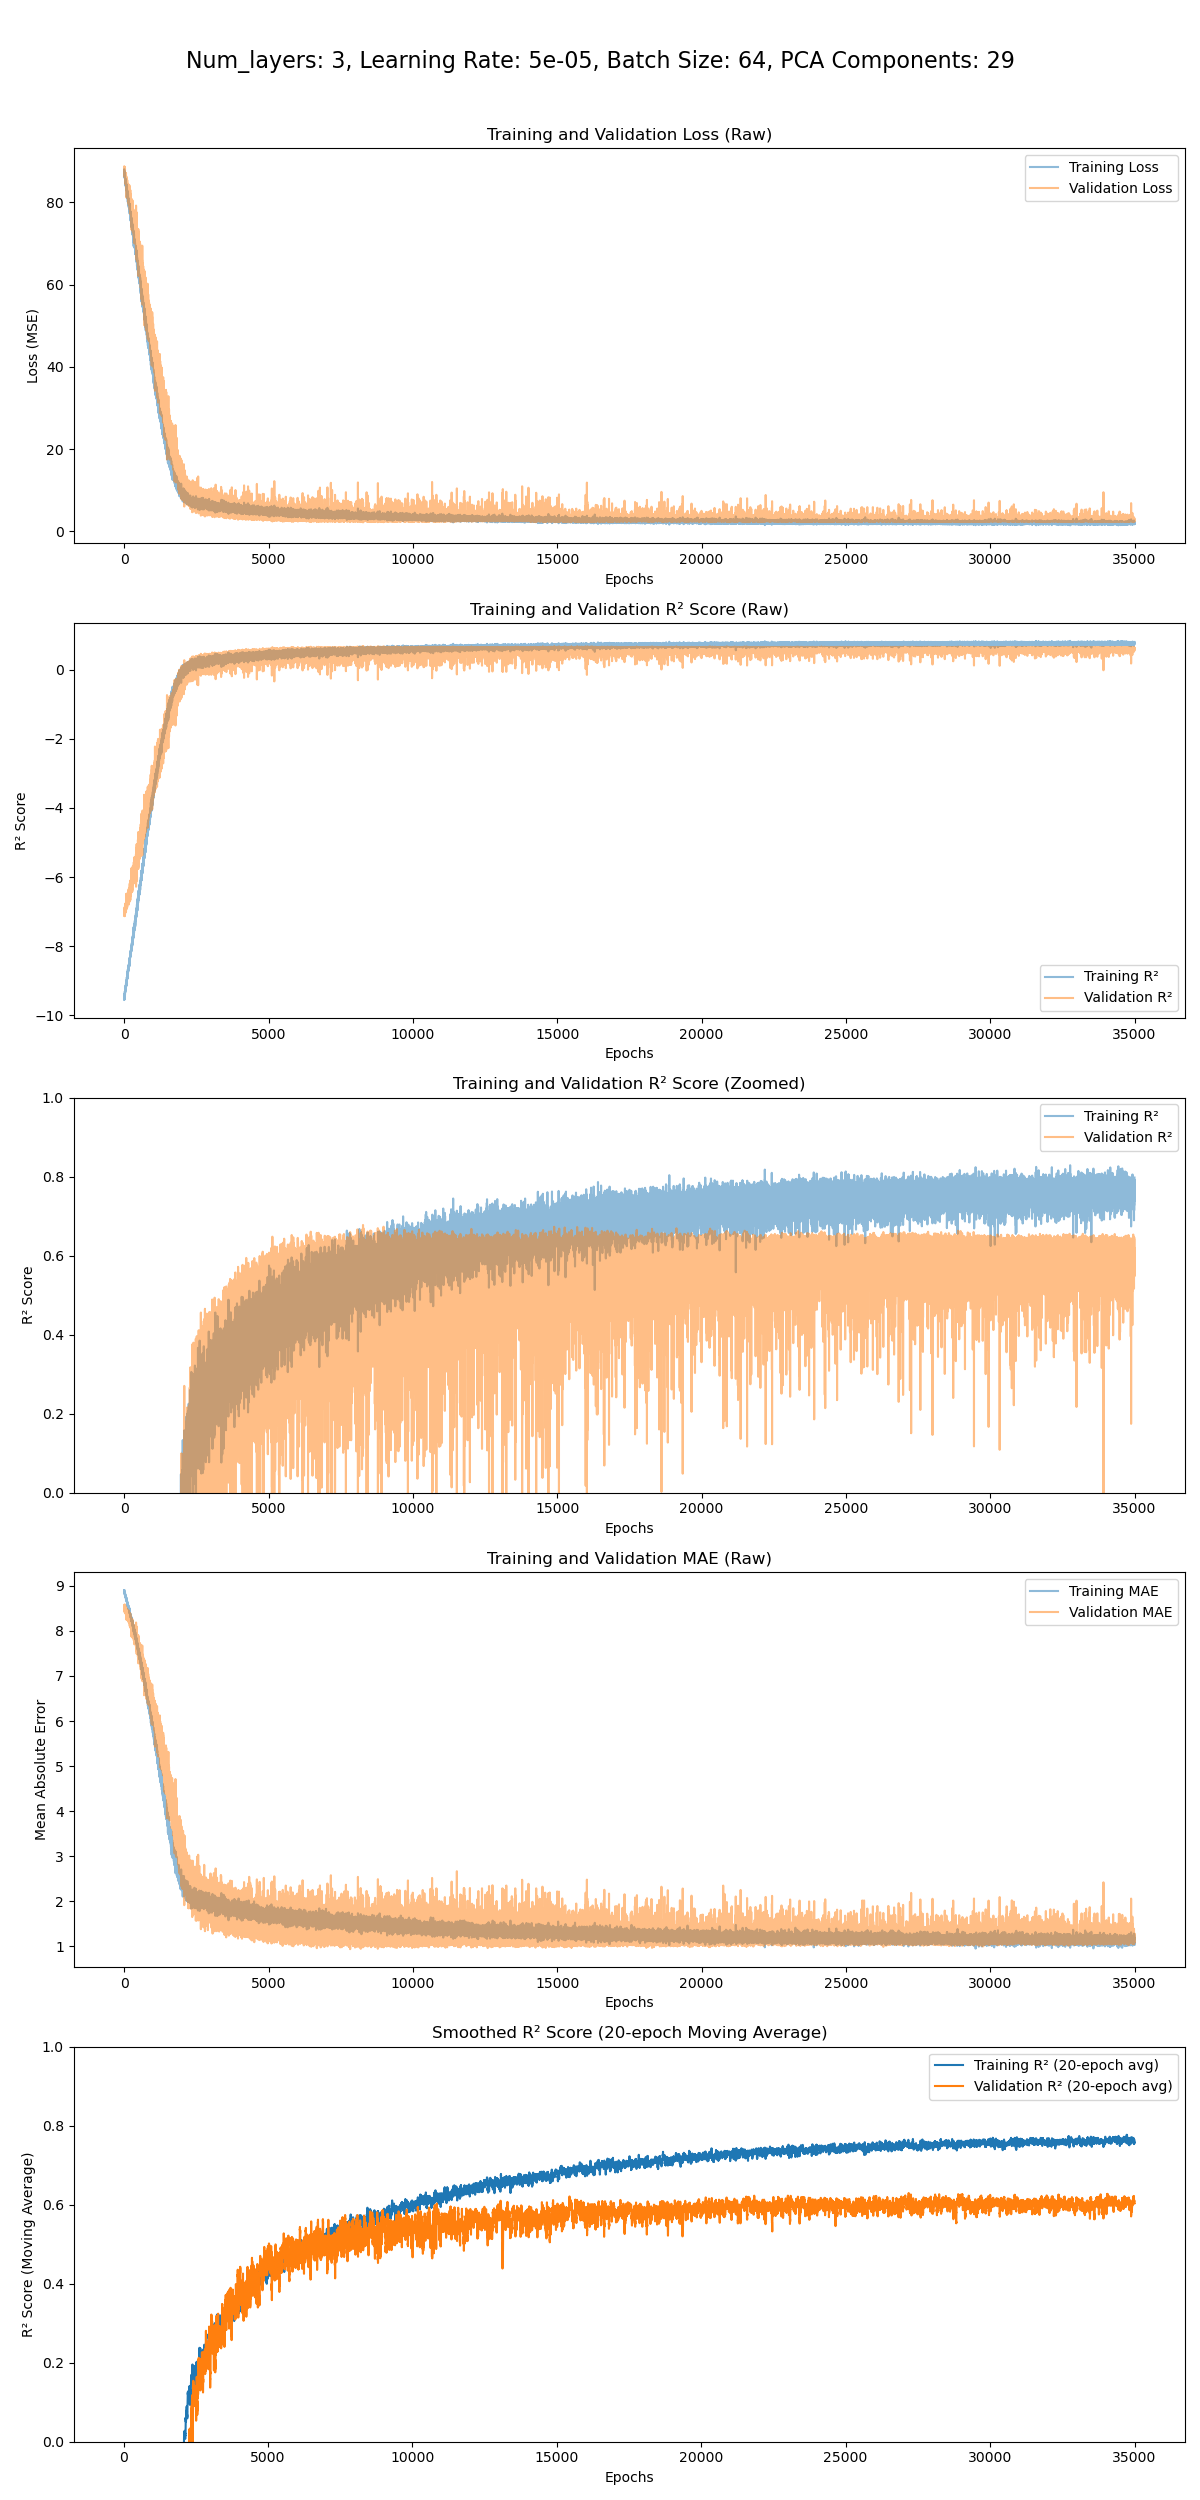 Num_layers: 3, Learning Rate: 5e-05, Batch Size: 64, PCA Components: 29
Training and Validation Loss (Raw)
Training Loss
Validation Loss
Loss (MSE)
80
60
40
20
0
0 5000 10000 15000 20000 25000 30000 35000
Epochs
Training and Validation R² Score (Raw)
R² Score
0
−2
−4
−6
−8
−10
Training R²
Validation R²
0 5000 10000 15000 20000 25000 30000 35000
Epochs
Training and Validation R² Score (Zoomed)
Training R²
Validation R²
R² Score
1.0
0.8
0.6
0.4
0.2
0.0
0 5000 10000 15000 20000 25000 30000 35000
Epochs
Training and Validation MAE (Raw)
Training MAE
Validation MAE
Mean Absolute Error
9
8
7
6
5
4
3
2
1
0 5000 10000 15000 20000 25000 30000 35000
Epochs
Smoothed R² Score (20-epoch Moving Average)
Training R² (20-epoch avg)
Validation R² (20-epoch avg)
R² Score (Moving Average)
1.0
0.8
0.6
0.4
0.2
0.0
0 5000 10000 15000 20000 25000 30000 35000
Epochs